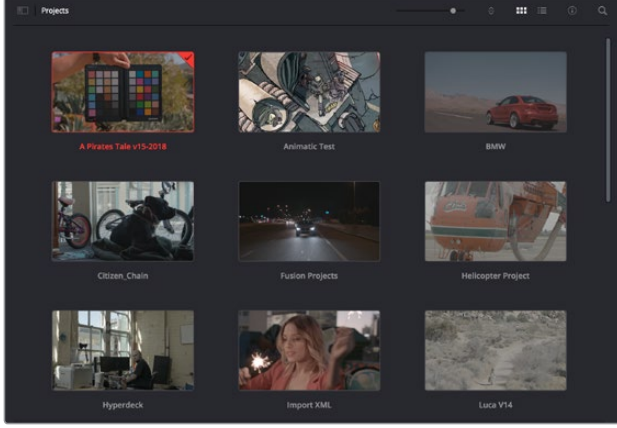 Projects
A Pirates Tale v15-2018
Animatic Test
BMW
Citizen_Chain
Fusion Projects
Helicopter Project
Hyperdeck
Import XML
Luca V14